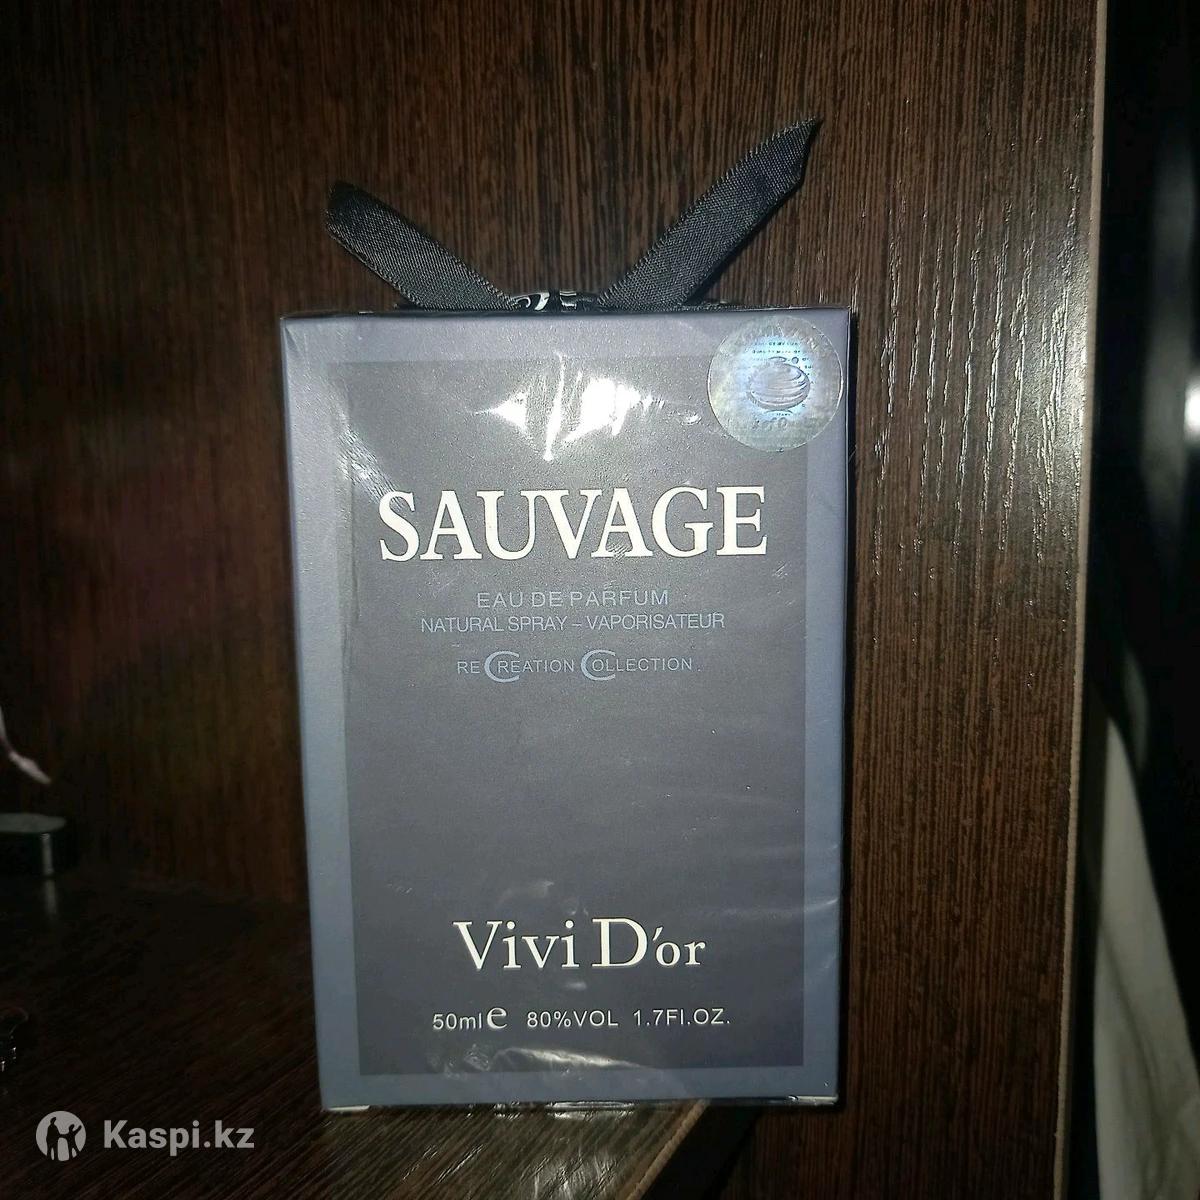 SAUVAGE
EAU DE PARFUM
NATURAL SPRAY – VAPORISATEUR
RECREATION COLLECTION
Vivi D'or
50ml e 80%VOL 1.7Fl.OZ.
Kaspi.kz